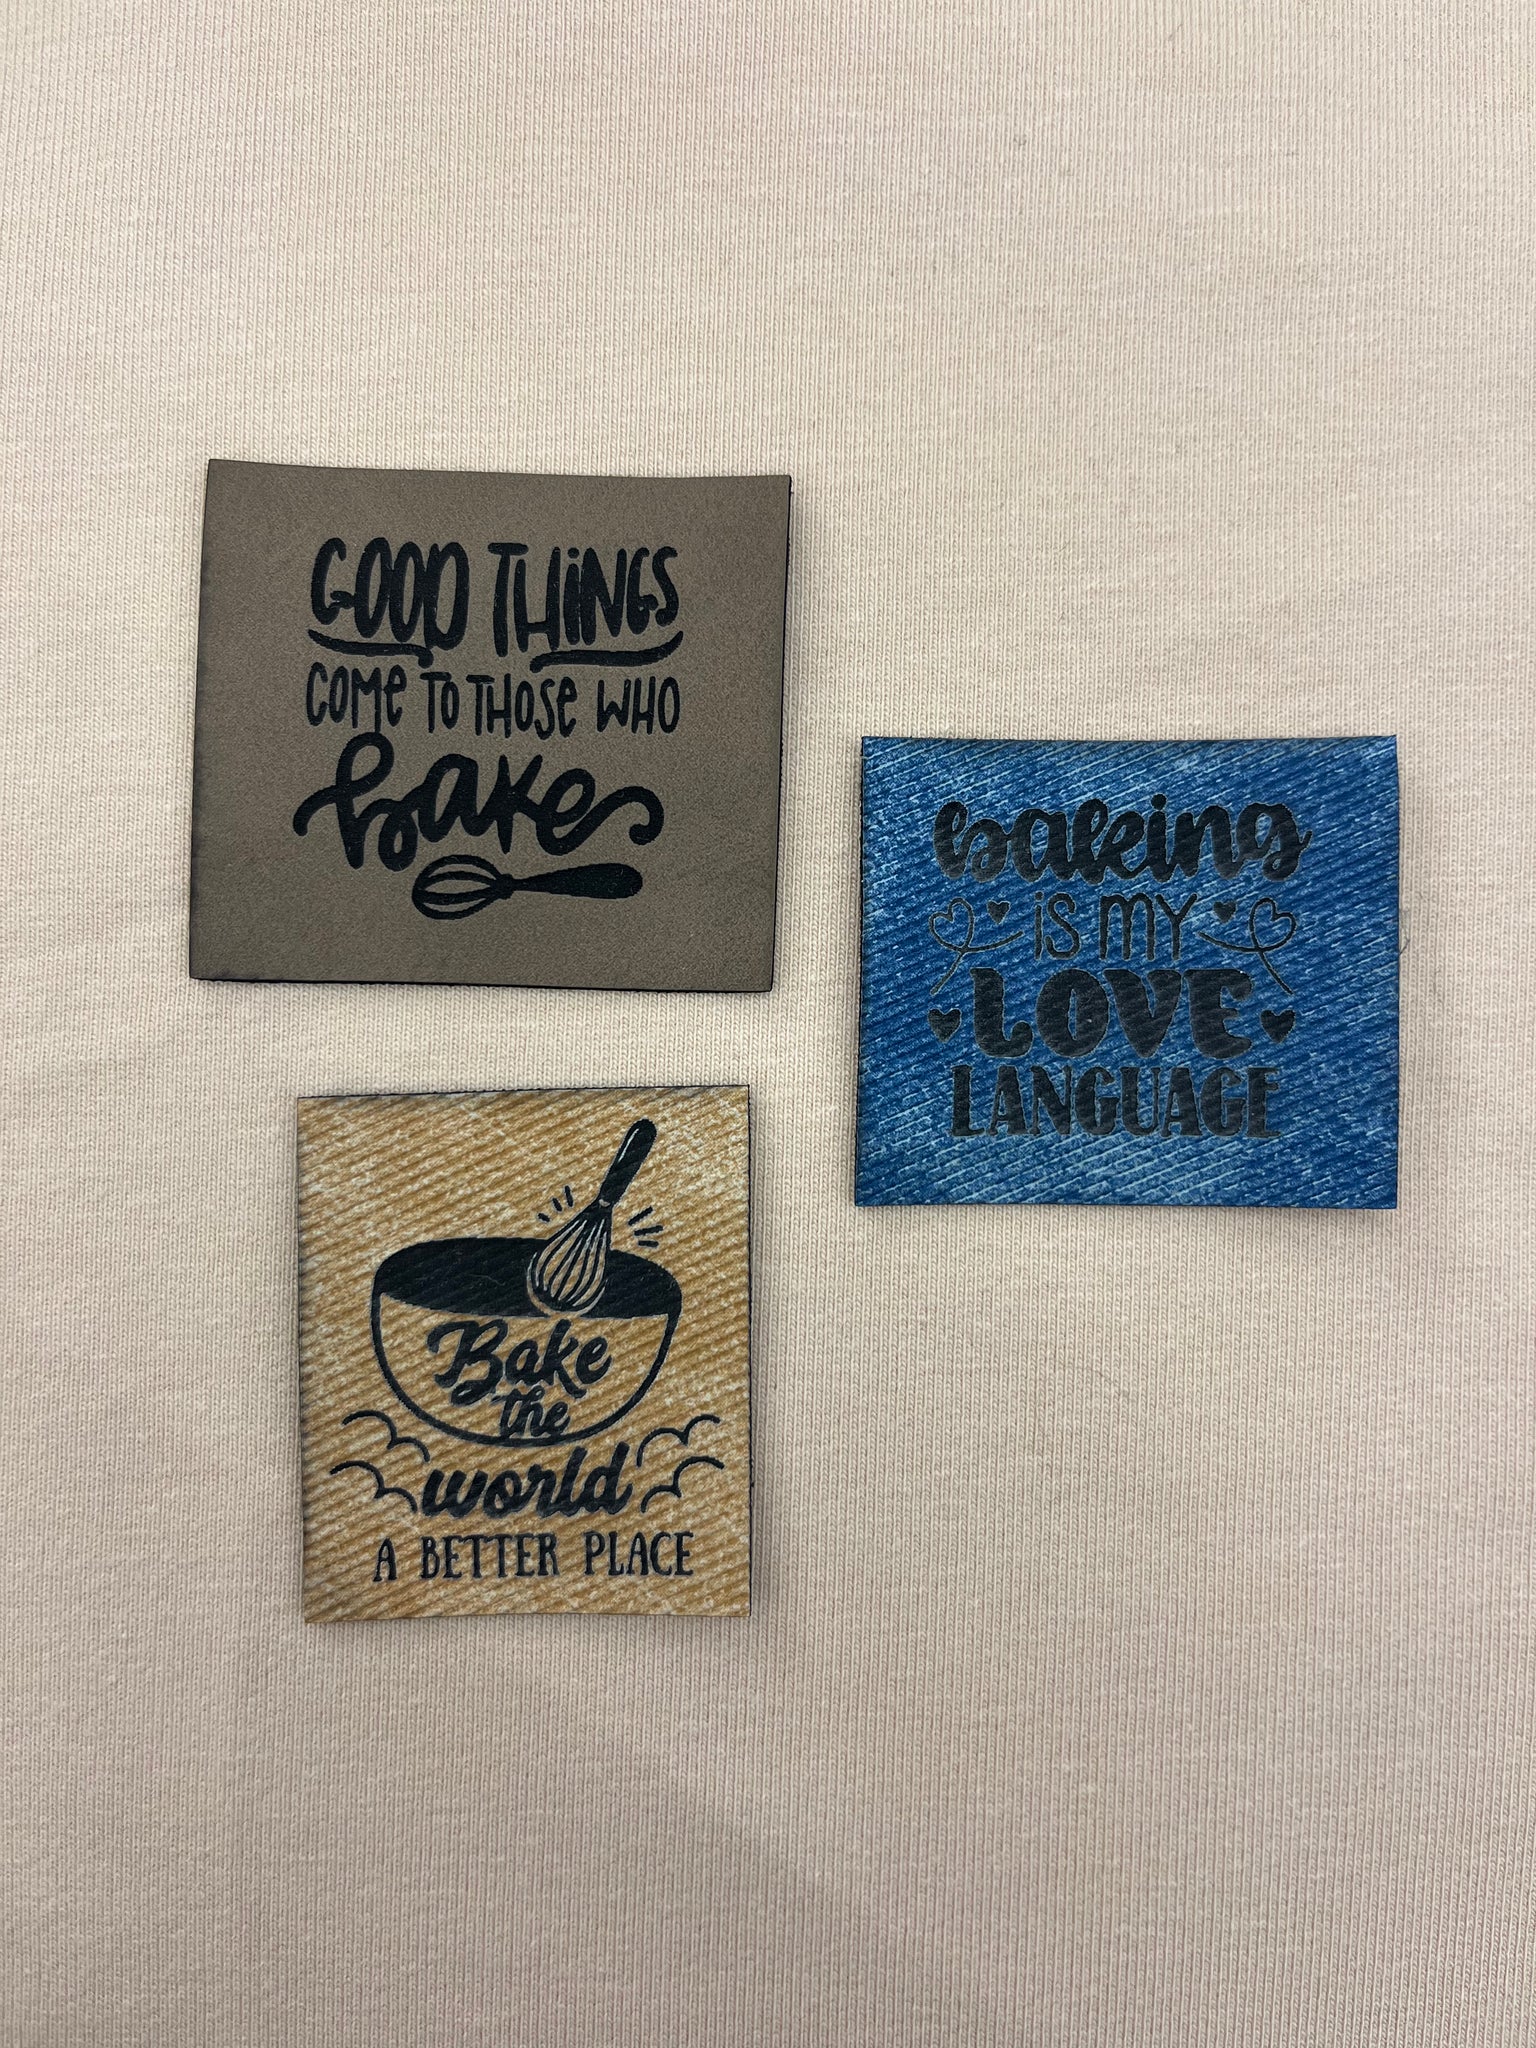 GOOD THiNGS
COMe TO THOSe WHO
bake
baking
iS MY
LOVE
LANGUAGE
Bake
the
world
A BETTER PLACE